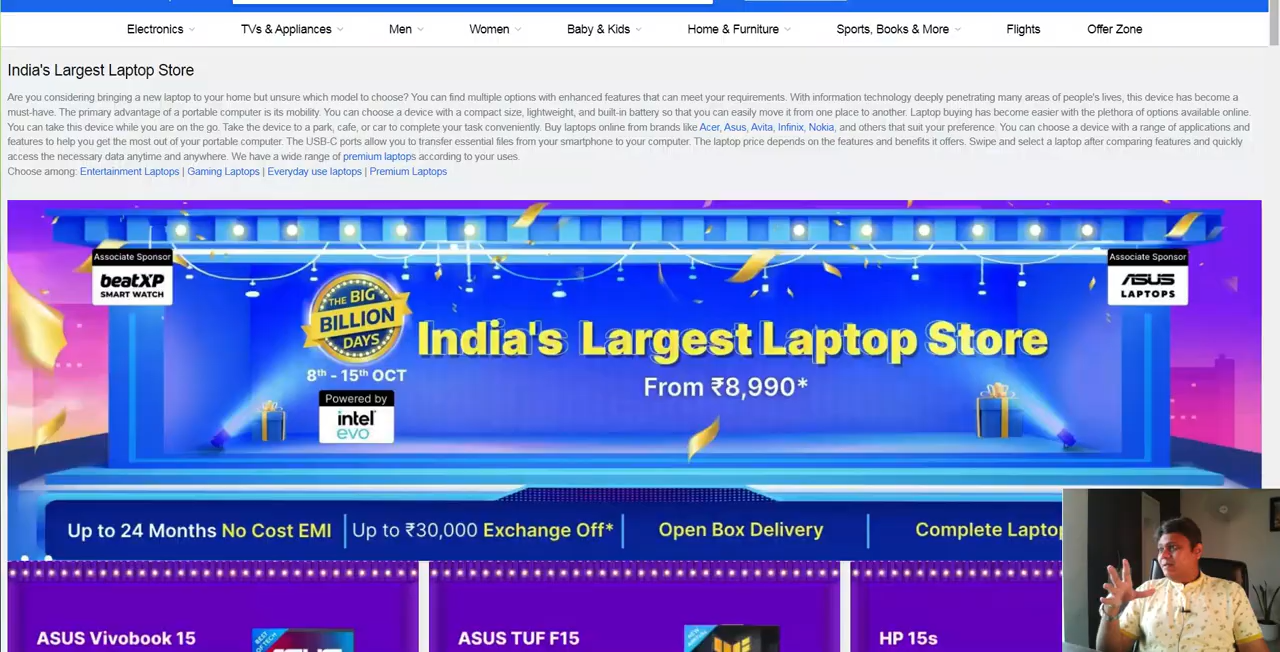 Electronics TVs & Appliances Men Women Baby & Kids Home & Furniture Sports, Books & More Flights Offer Zone
India's Largest Laptop Store
Are you considering bringing a new laptop to your home but unsure which model to choose? You can find multiple options with enhanced features that can meet your requirements. With information technology deeply penetrating many areas of people's lives, this device has become a
must-have. The primary advantage of a portable computer is its mobility. You can choose a device with a compact size, lightweight, and built-in battery so that you can easily move it from one place to another. Laptop buying has become easier with the plethora of options available online.
You can take this device while you are on the go. Take the device to a park, cafe, or car to complete your task conveniently. Buy laptops online from brands like Acer, Asus, Avita, Infinix, Nokia, and others that suit your preference. You can choose a device with a range of applications and
features to help you get the most out of your portable computer. The USB-C ports allow you to transfer essential files from your smartphone to your computer. The laptop price depends on the features and benefits it offers. Swipe and select a laptop after comparing features and quickly
access the necessary data anytime and anywhere. We have a wide range of premium laptops according to your uses.
Choose among: Entertainment Laptops | Gaming Laptops | Everyday use laptops | Premium Laptops
Associate Sponsor
beatXP
SMART WATCH
Associate Sponsor
ASUS
LAPTOPS
THE BIG
BILLION
DAYS
8th - 15th OCT
Powered by
intel
evo
India's Largest Laptop Store
From ₹8,990*
Up to 24 Months No Cost EMI
Up to ₹30,000 Exchange Off*
Open Box Delivery
Complete Laptop
ASUS Vivobook 15
ASUS TUF F15
HP 15s